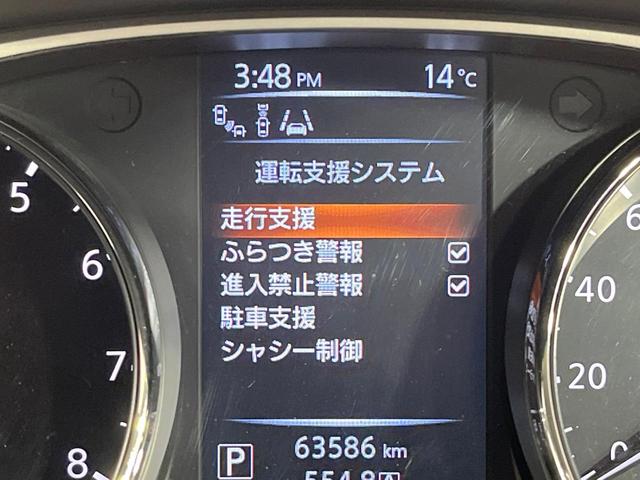 3:48 PM 14℃
運転支援システム
走行支援
ふらつき警報
進入禁止警報
駐車支援
シャシー制御
P 63586 km
554.8 A
5
6
7
8
40
20